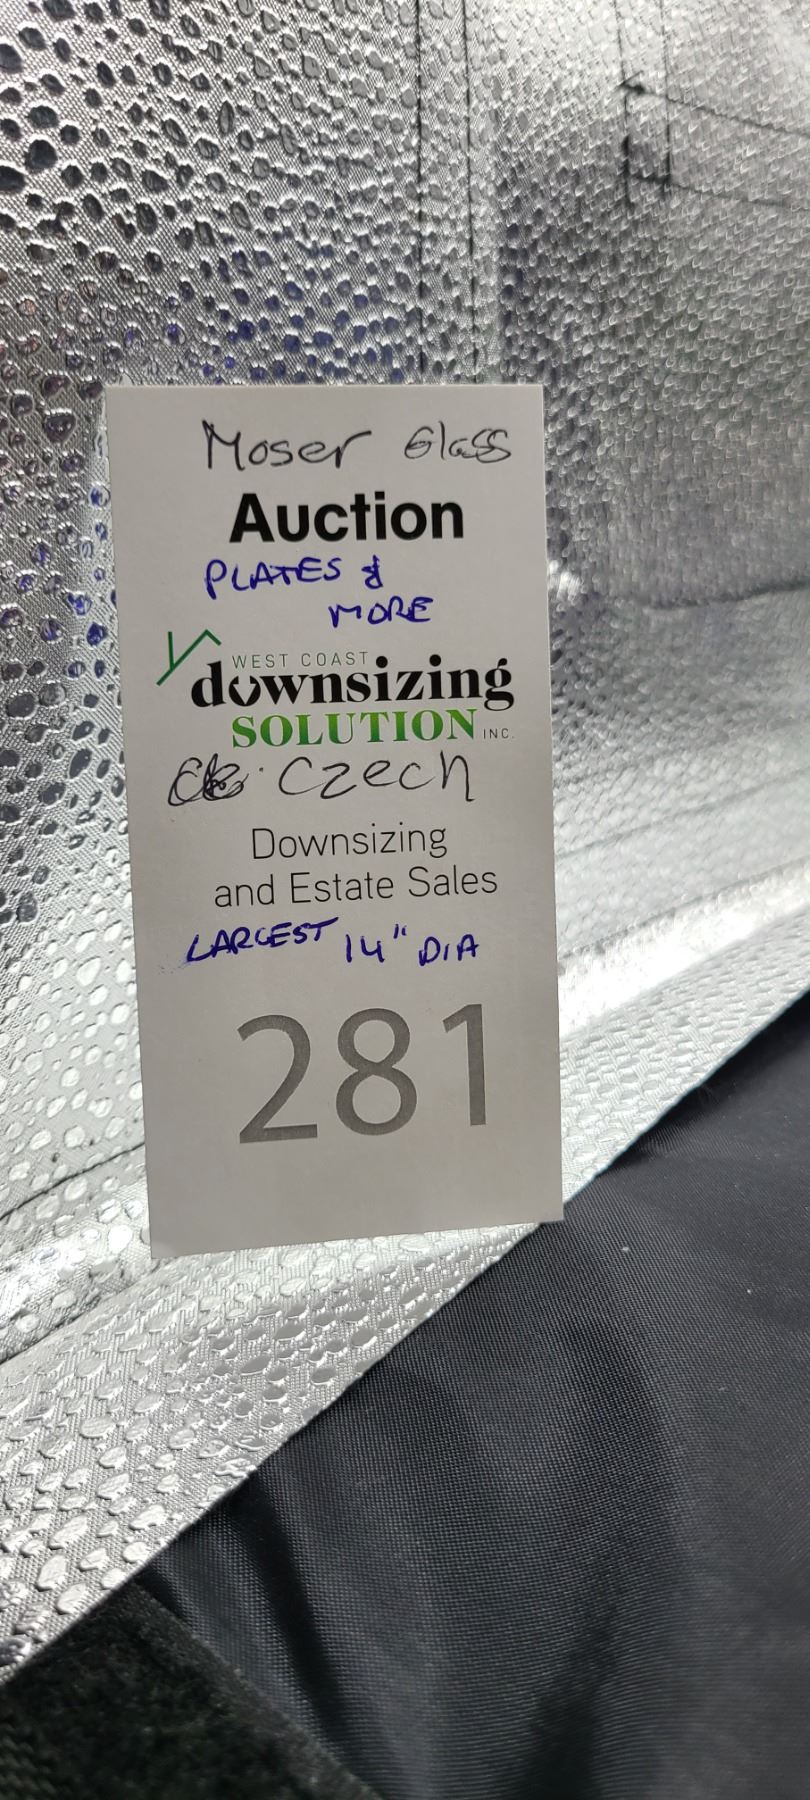 Moser Glass
Auction
PLATES &
MORE
WEST COAST
downsizing
SOLUTION INC.
Czech
Downsizing
and Estate Sales
LARGEST 14" DIA
281